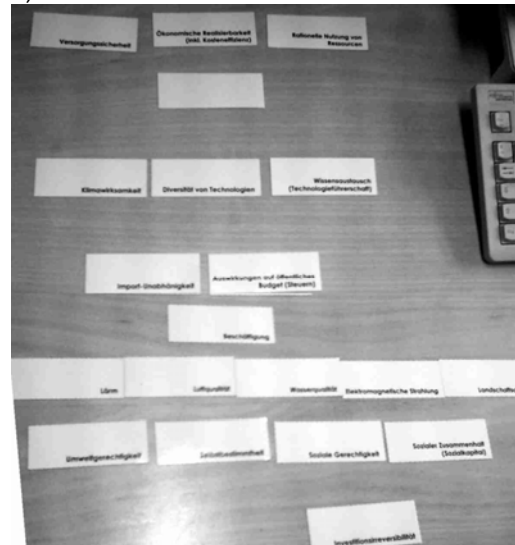 Versorgungssicherheit
Ökonomische Realisierbarkeit
(inkl. Kosteneffizienz)
Rationelle Nutzung von
Ressourcen
Klimawirksamkeit
Diversität von Technologien
Wissensaustausch
(Technologieführerschaft)
Import-Unabhängigkeit
Auswirkungen auf öffentliches
Budget (Steuern)
Beschäftigung
Lärm
Luftqualität
Wasserqualität
Elektromagnetische Strahlung
Landschafts
Umweltgerechtigkeit
Selbstbestimmtheit
Soziale Gerechtigkeit
Sozialer Zusammenhalt
(Sozialkapital)
Investitionsirreversibilität